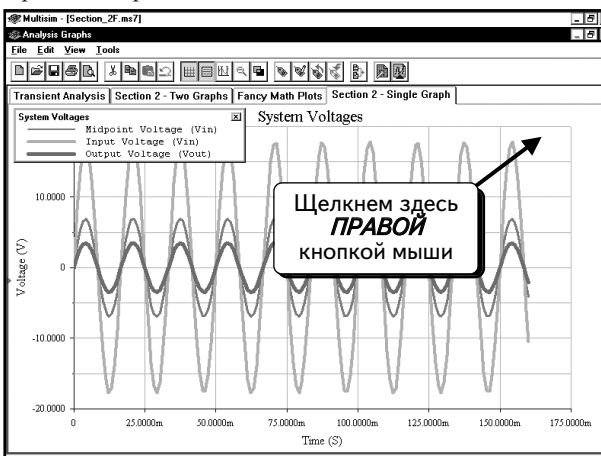 Multisim - [Section_2F.ms7]
Analysis Graphs
File Edit View Tools
Transient Analysis Section 2 - Two Graphs Fancy Math Plots Section 2 - Single Graph
System Voltages
System Voltages
Midpoint Voltage (Vin)
Input Voltage (Vin)
Output Voltage (Vout)
Щелкнем здесь
ПРАВОЙ
кнопкой мыши
Voltage (V)
10.0000
0
-10.0000
-20.0000
0 25.0000m 50.0000m 75.0000m 100.0000m 125.0000m 150.0000m 175.0000m
Time (S)